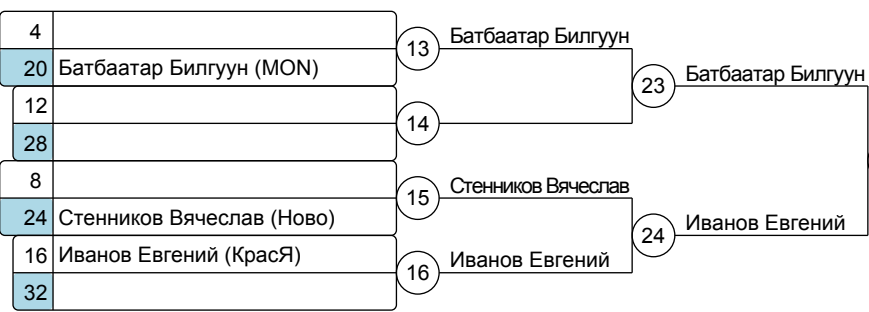 4
20 Батбаатар Билгуун (MON)
12
28
8
24 Стенников Вячеслав (Ново)
16 Иванов Евгений (КрасЯ)
32
13 Батбаатар Билгуун
14
15 Стенников Вячеслав
16 Иванов Евгений
23 Батбаатар Билгуун
24 Иванов Евгений